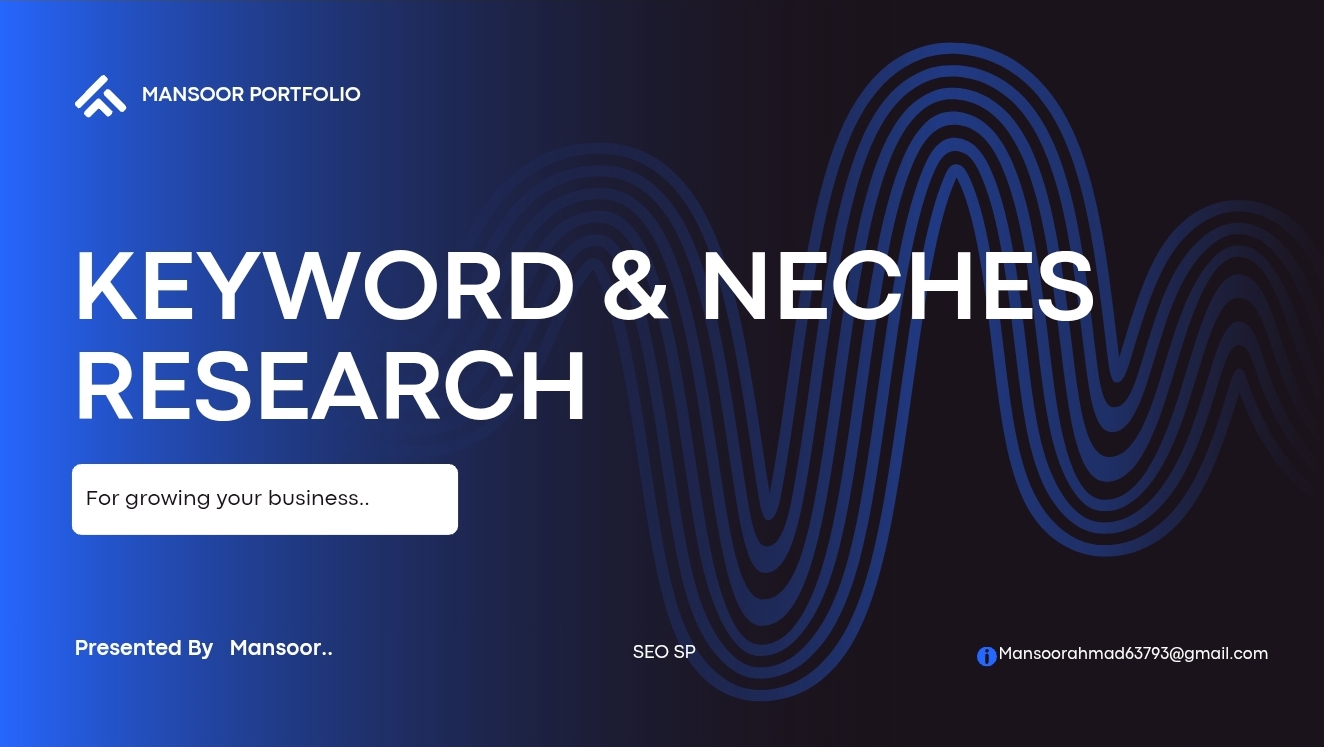 MANSOOR PORTFOLIO
KEYWORD & NECHES
RESEARCH
For growing your business..
Presented By Mansoor..
SEO SP
Mansoorahmad63793@gmail.com